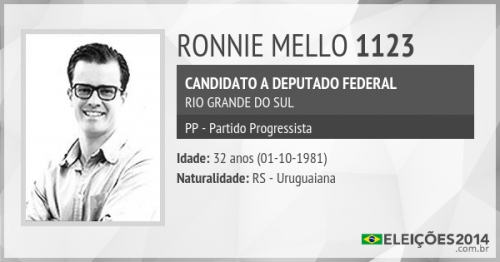 RONNIE MELLO 1123
CANDIDATO A DEPUTADO FEDERAL
RIO GRANDE DO SUL
PP - Partido Progressista
Idade: 32 anos (01-10-1981)
Naturalidade: RS - Uruguaiana
ELEIÇÕES2014
.com.br